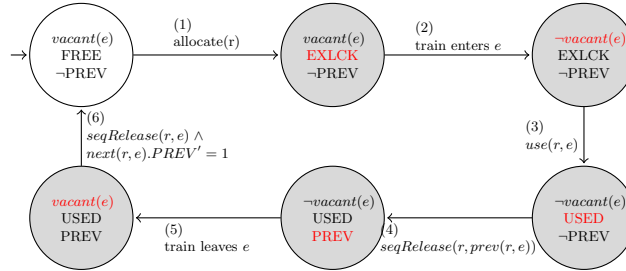 vacant(e)
FREE
¬PREV
(1)
allocate(r)
vacant(e)
EXLCK
¬PREV
(2)
train enters e
¬vacant(e)
EXLCK
¬PREV
(3)
use(r, e)
¬vacant(e)
USED
¬PREV
(4)
seqRelease(r, prev(r, e))
¬vacant(e)
USED
PREV
(5)
train leaves e
vacant(e)
USED
PREV
(6)
seqRelease(r, e) ∧
next(r, e).PREV′ = 1